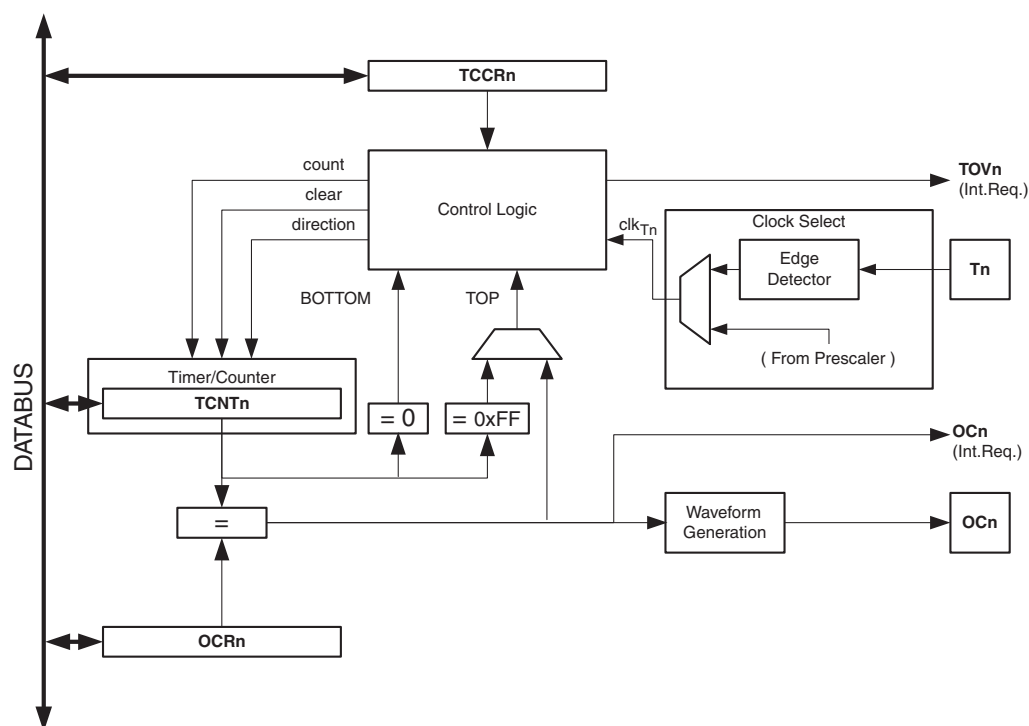 TCCRn
count
clear
direction
Control Logic
TOVn
(Int.Req.)
clkTn
Clock Select
Edge
Detector
Tn
( From Prescaler )
BOTTOM
TOP
Timer/Counter
TCNTn
= 0
= 0xFF
DATABUS
OCn
(Int.Req.)
=
Waveform
Generation
OCn
OCRn